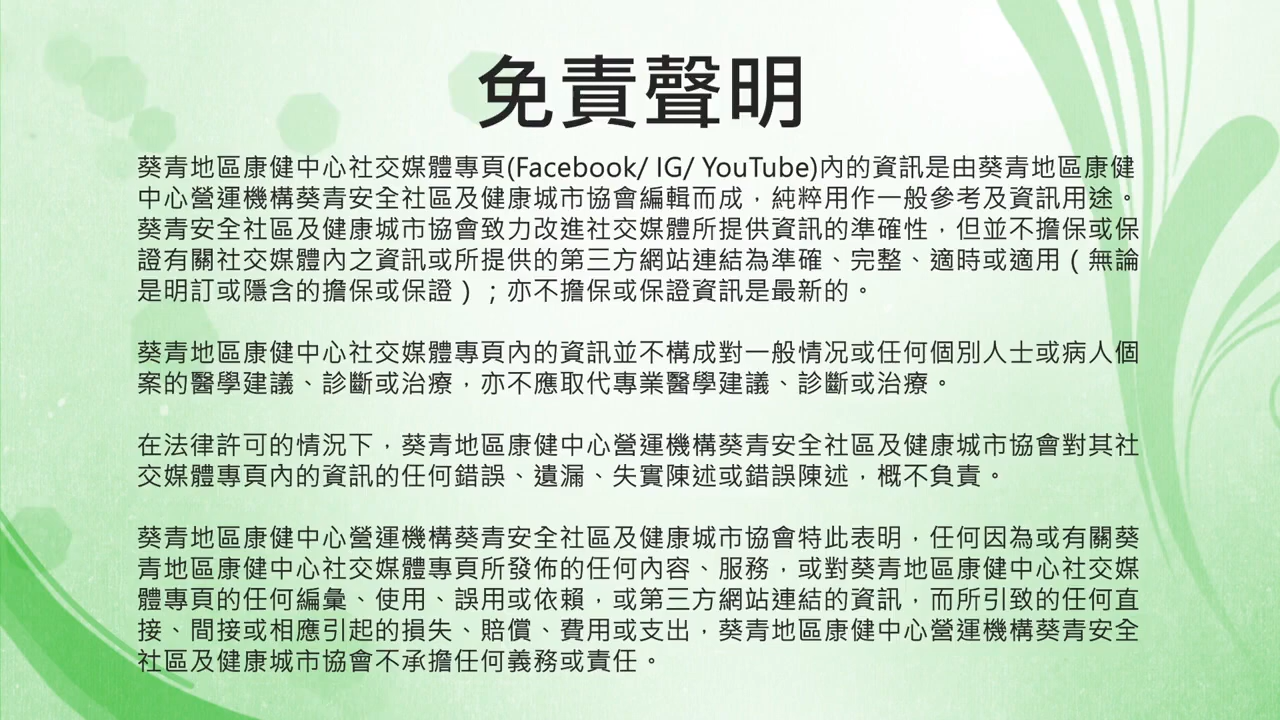 免責聲明
葵青地區康健中心社交媒體專頁(Facebook/ IG/ YouTube)內的資訊是由葵青地區康健
中心營運機構葵青安全社區及健康城市協會編輯而成，純粹用作一般參考及資訊用途。
葵青安全社區及健康城市協會致力改進社交媒體所提供資訊的準確性，但並不擔保或保
證有關社交媒體內之資訊或所提供的第三方網站連結為準確、完整、適時或適用（無論
是明訂或隱含的擔保或保證）；亦不擔保或保證資訊是最新的。
葵青地區康健中心社交媒體專頁內的資訊並不構成對一般情況或任何個別人士或病人個
案的醫學建議、診斷或治療，亦不應取代專業醫學建議、診斷或治療。
在法律許可的情況下，葵青地區康健中心營運機構葵青安全社區及健康城市協會對其社
交媒體專頁內的資訊的任何錯誤、遺漏、失實陳述或錯誤陳述，概不負責。
葵青地區康健中心營運機構葵青安全社區及健康城市協會特此表明，任何因為或有關葵
青地區康健中心社交媒體專頁所發佈的任何內容、服務，或對葵青地區康健中心社交媒
體專頁的任何編彙、使用、誤用或依賴，或第三方網站連結的資訊，而所引致的任何直
接、間接或相應引起的損失、賠償、費用或支出，葵青地區康健中心營運機構葵青安全
社區及健康城市協會不承擔任何義務或責任。